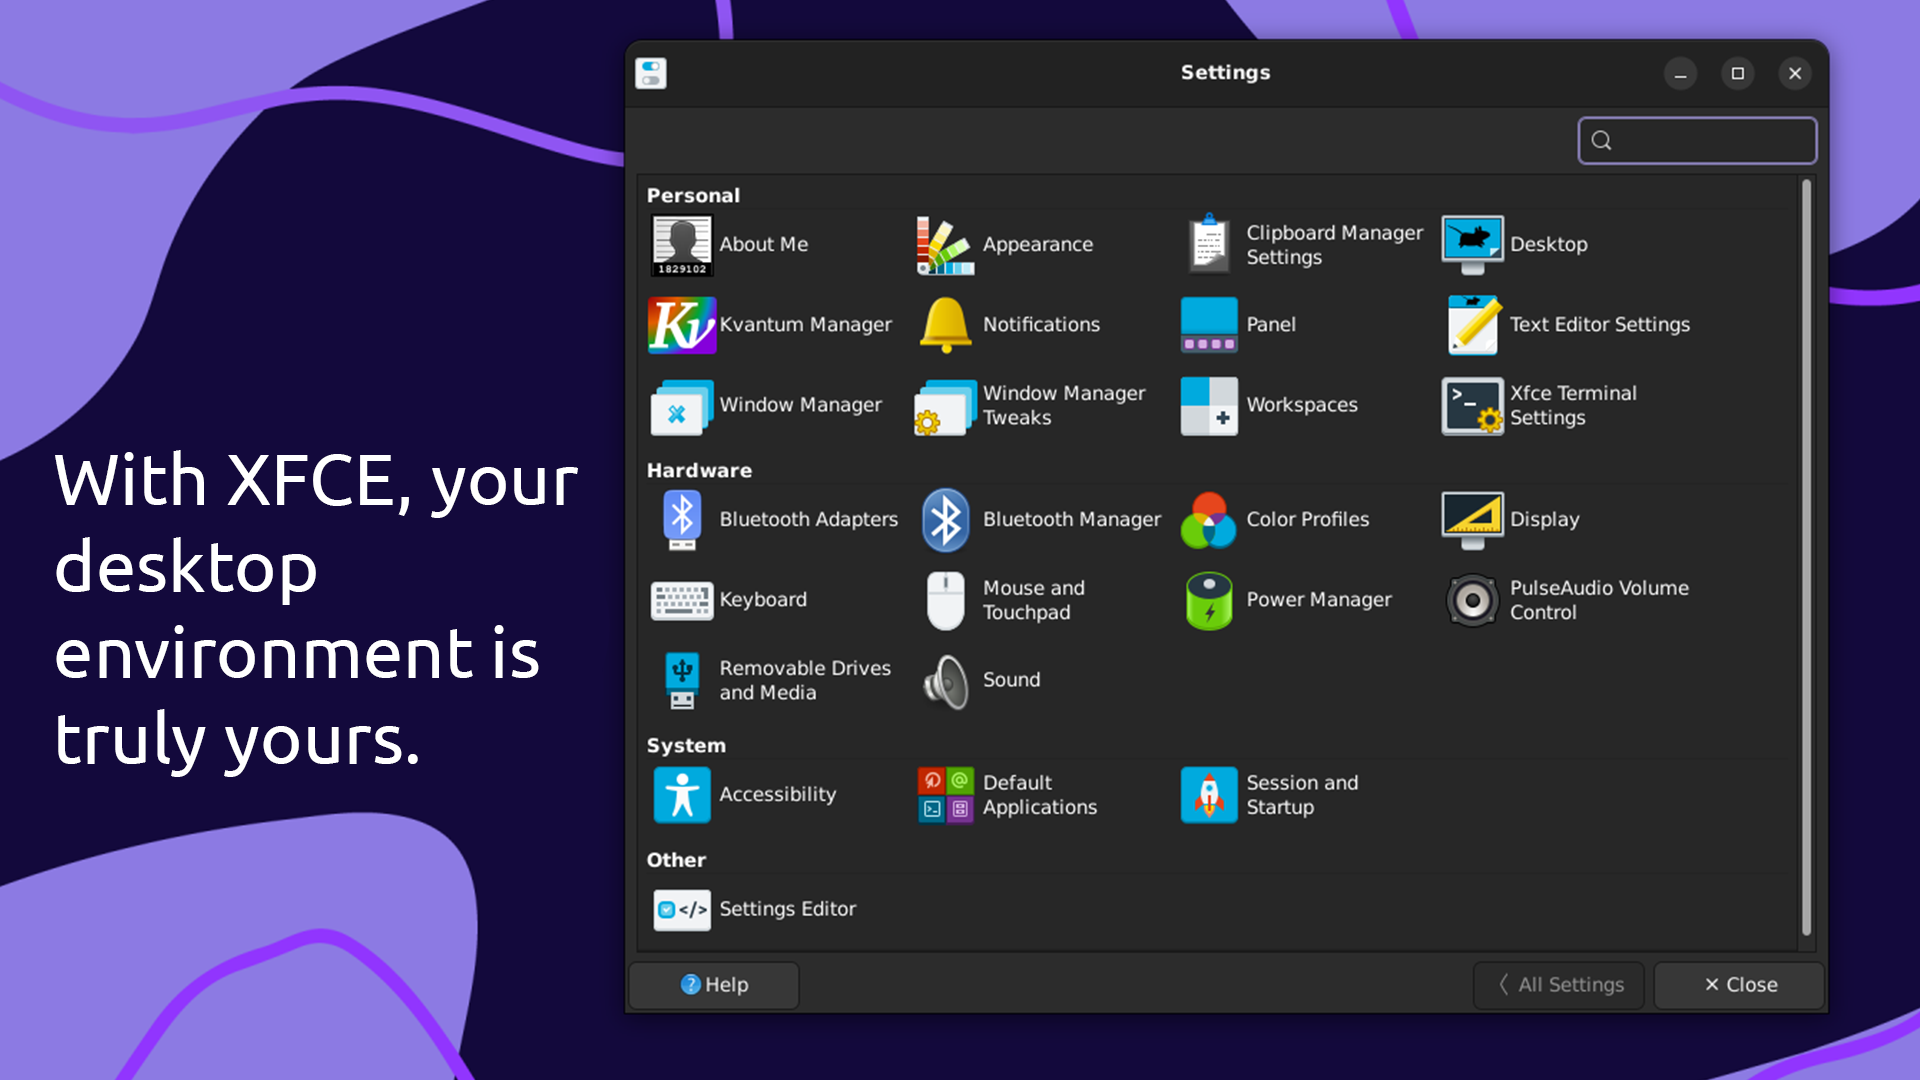 With XFCE, your
desktop
environment is
truly yours.
Settings
Personal
1829102
About Me
Appearance
Clipboard Manager
Settings
Desktop
Kv
Kvantum Manager
Notifications
Panel
Text Editor Settings
Window Manager
Window Manager
Tweaks
Workspaces
>_
Xfce Terminal
Settings
Hardware
Bluetooth Adapters
Bluetooth Manager
Color Profiles
Display
Keyboard
Mouse and
Touchpad
Power Manager
PulseAudio Volume
Control
Removable Drives
and Media
Sound
System
Accessibility
@
Default
Applications
Session and
Startup
Other
</>
Settings Editor
? Help
All Settings
Close